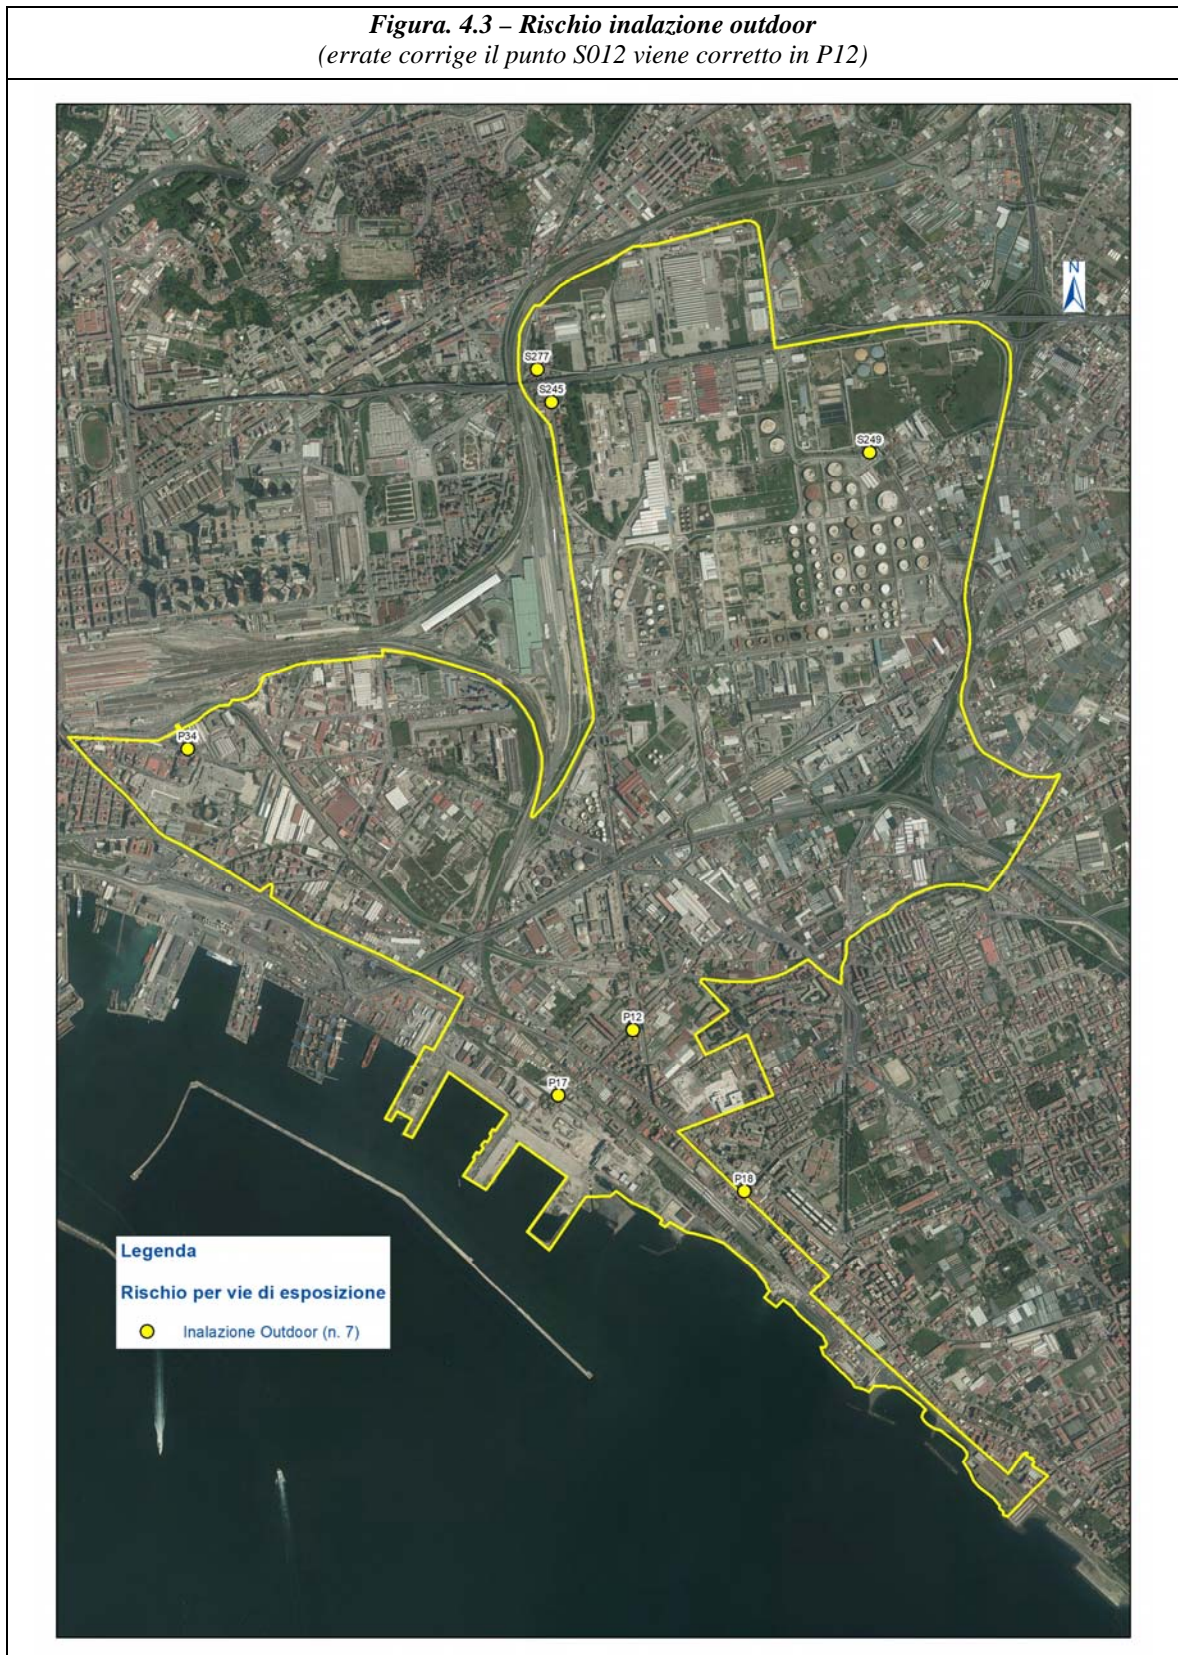 Figura. 4.3 – Rischio inalazione outdoor
(errate corrige il punto S012 viene corretto in P12)
N
S277
S245
S249
P34
P12
P17
P18
Legenda
Rischio per vie di esposizione
Inalazione Outdoor (n. 7)